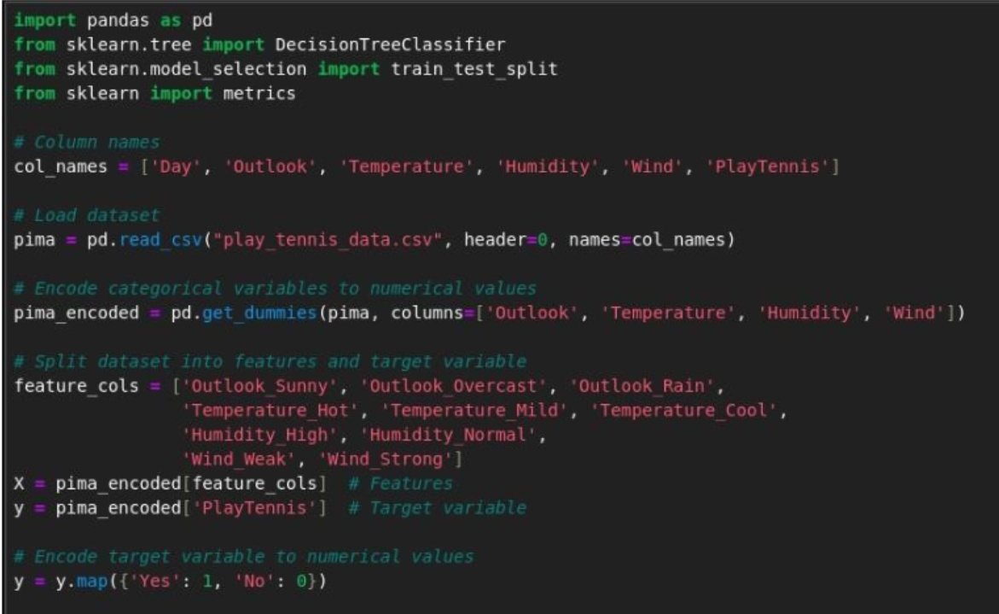 import pandas as pd
from sklearn.tree import DecisionTreeClassifier
from sklearn.model_selection import train_test_split
from sklearn import metrics
# Column names
col_names = ['Day', 'Outlook', 'Temperature', 'Humidity', 'Wind', 'PlayTennis']
# Load dataset
pima = pd.read_csv("play_tennis_data.csv", header=0, names=col_names)
# Encode categorical variables to numerical values
pima_encoded = pd.get_dummies(pima, columns=['Outlook', 'Temperature', 'Humidity', 'Wind'])
# Split dataset into features and target variable
feature_cols = ['Outlook_Sunny', 'Outlook_Overcast', 'Outlook_Rain',
                'Temperature_Hot', 'Temperature_Mild', 'Temperature_Cool',
                'Humidity_High', 'Humidity_Normal',
                'Wind_Weak', 'Wind_Strong']
X = pima_encoded[feature_cols]  # Features
y = pima_encoded['PlayTennis']  # Target variable
# Encode target variable to numerical values
y = y.map({'Yes': 1, 'No': 0})